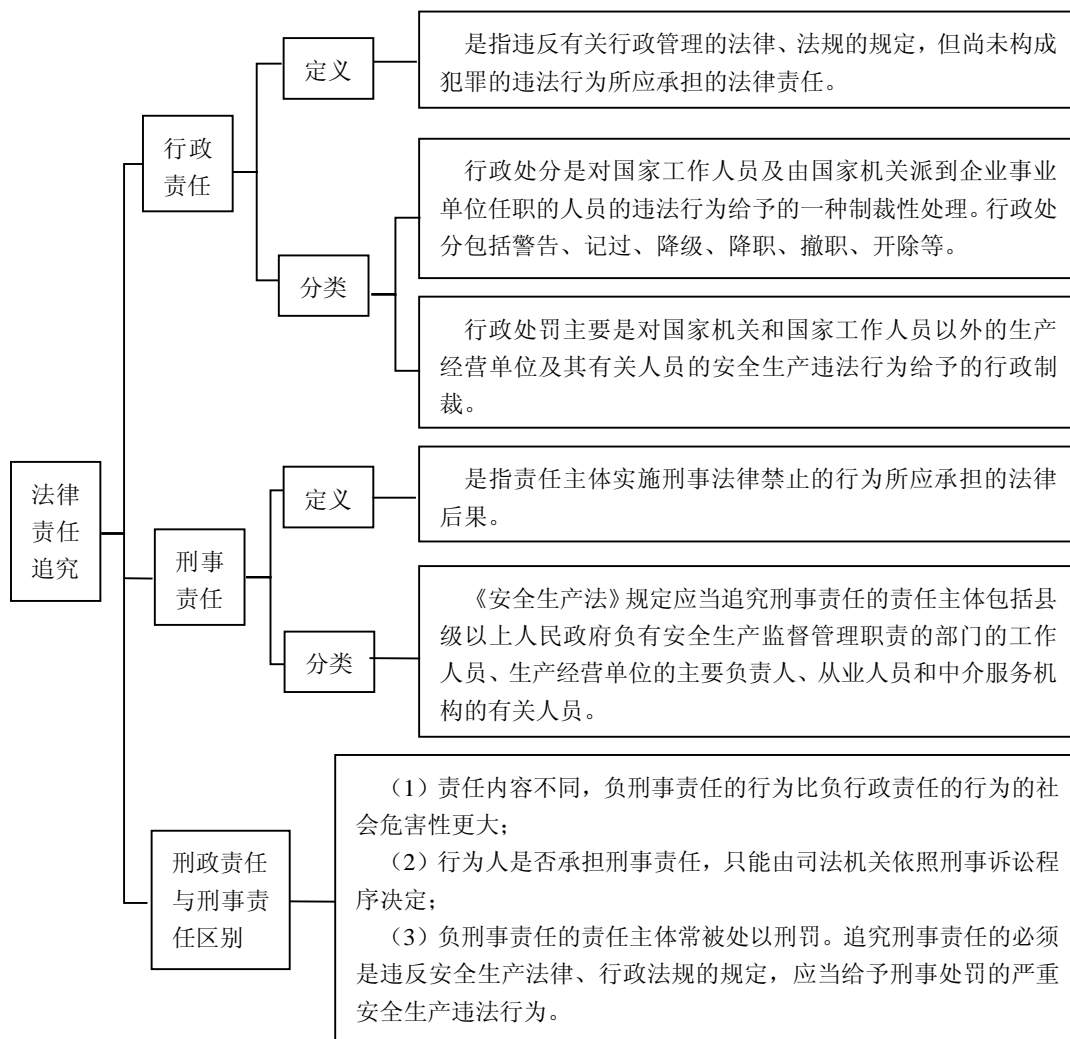 定义
是指违反有关行政管理的法律、法规的规定，但尚未构成
犯罪的违法行为所应承担的法律责任。
行政
责任
行政处分是对国家工作人员及由国家机关派到企业事业
单位任职的人员的违法行为给予的一种制裁性处理。行政处
分包括警告、记过、降级、降职、撤职、开除等。
分类
行政处罚主要是对国家机关和国家工作人员以外的生产
经营单位及其有关人员的安全生产违法行为给予的行政制
裁。
法律
责任
追究
定义
是指责任主体实施刑事法律禁止的行为所应承担的法律
后果。
刑事
责任
分类
《安全生产法》规定应当追究刑事责任的责任主体包括县
级以上人民政府负有安全生产监督管理职责的部门的工作
人员、生产经营单位的主要负责人、从业人员和中介服务机
构的有关人员。
刑政责任
与刑事责
任区别
（1）责任内容不同，负刑事责任的行为比负行政责任的行为的社
会危害性更大；
（2）行为人是否承担刑事责任，只能由司法机关依照刑事诉讼程
序决定；
（3）负刑事责任的责任主体常被处以刑罚。追究刑事责任的必须
是违反安全生产法律、行政法规的规定，应当给予刑事处罚的严重
安全生产违法行为。